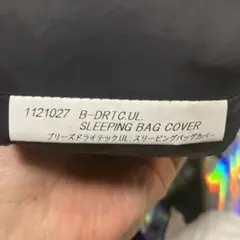 1121027 B-DRTC.UL.
SLEEPING BAG COVER
ブリーズドライテックUL.スリーピングバッグカバー